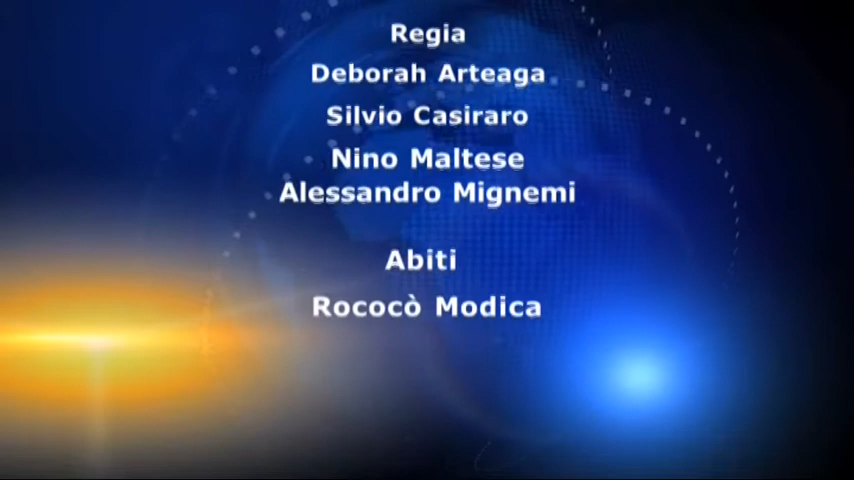 Regia
Deborah Arteaga
Silvio Casiraro
Nino Maltese
Alessandro Mignemi
Abiti
Rococò Modica